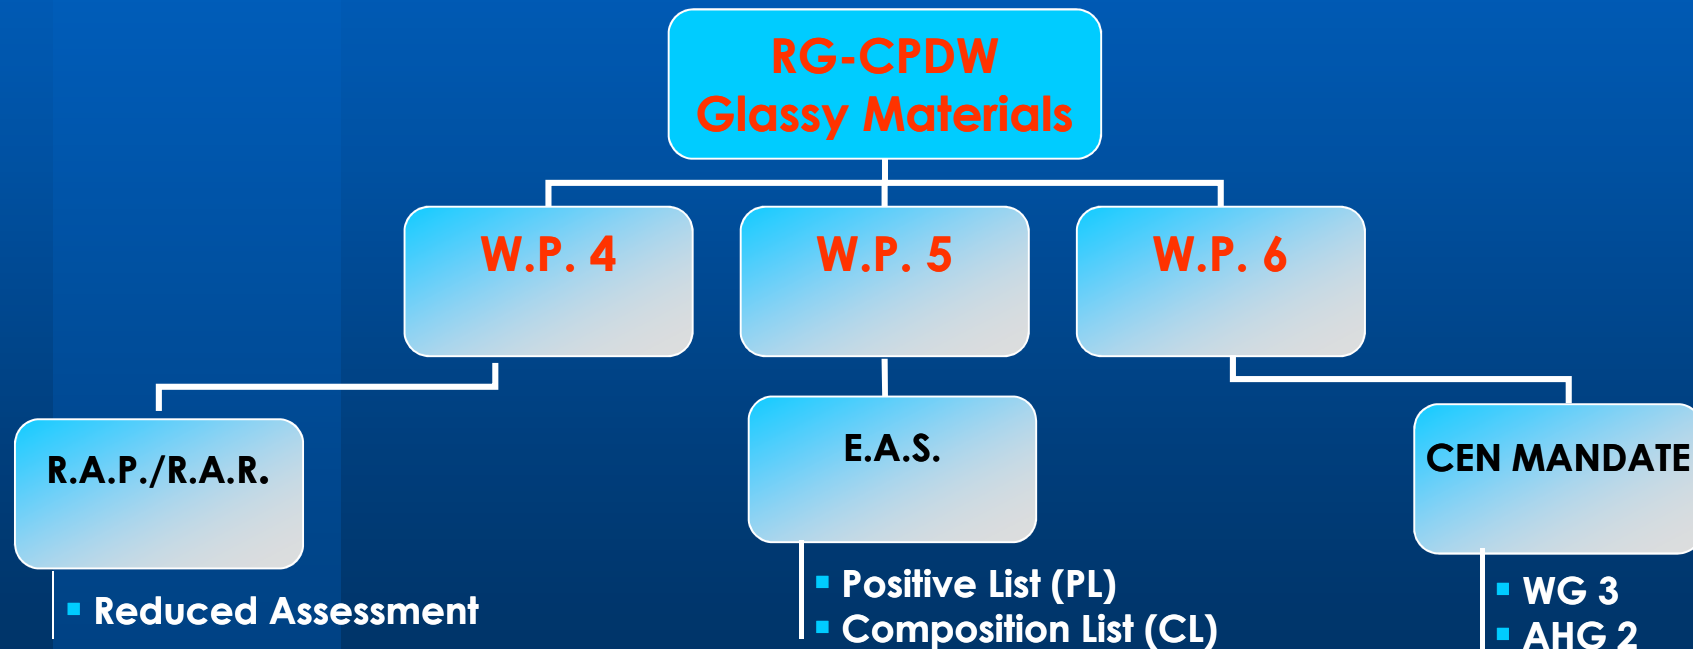 RG-CPDW
Glassy Materials
W.P. 4
W.P. 5
W.P. 6
R.A.P./R.A.R.
E.A.S.
CEN MANDATE
▪ Reduced Assessment
▪ Positive List (PL)
▪ Composition List (CL)
▪ WG 3
▪ AHG 2